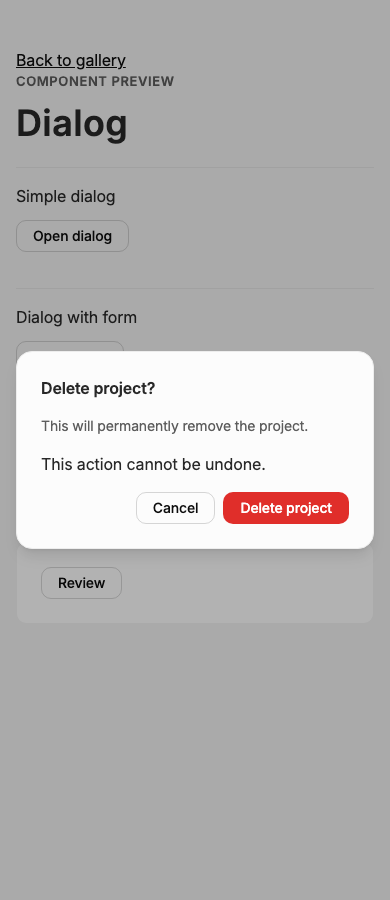 Back to gallery
COMPONENT PREVIEW
Dialog
Simple dialog
Open dialog
Dialog with form
Delete project?
This will permanently remove the project.
This action cannot be undone.
Cancel
Delete project
Review